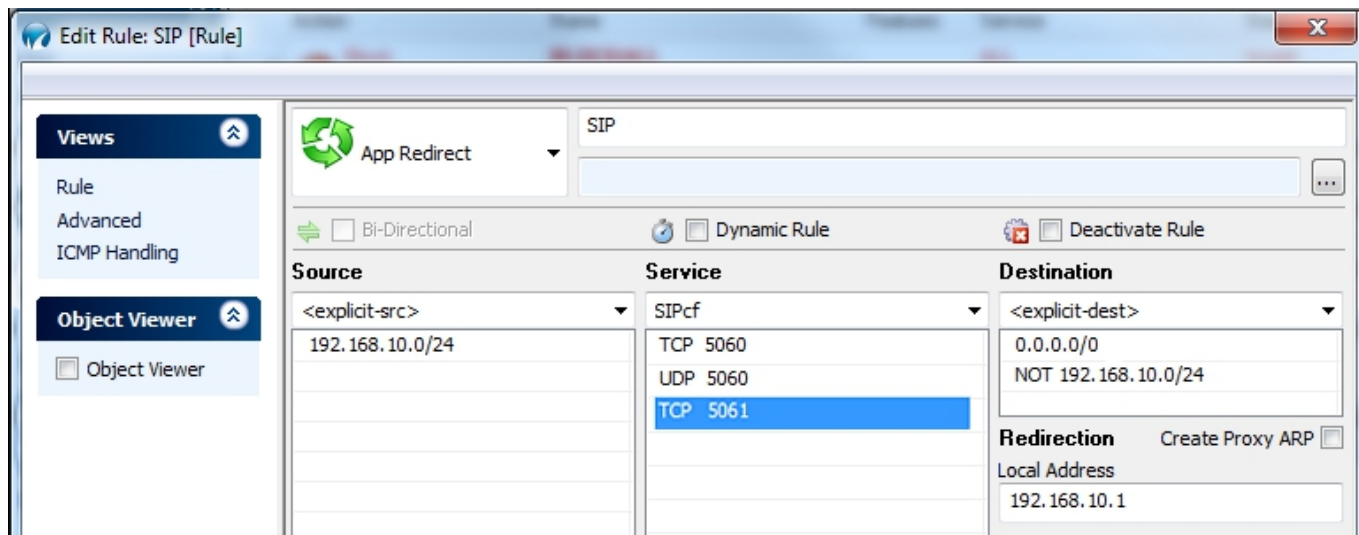 Edit Rule: SIP [Rule]
Views
Rule
Advanced
ICMP Handling
Object Viewer
Object Viewer
App Redirect
SIP
...
Bi-Directional
Dynamic Rule
Deactivate Rule
Source
<explicit-src>
192.168.10.0/24
Service
SIPcf
TCP 5060
UDP 5060
TCP 5061
Destination
<explicit-dest>
0.0.0.0/0
NOT 192.168.10.0/24
Redirection Create Proxy ARP
Local Address
192.168.10.1